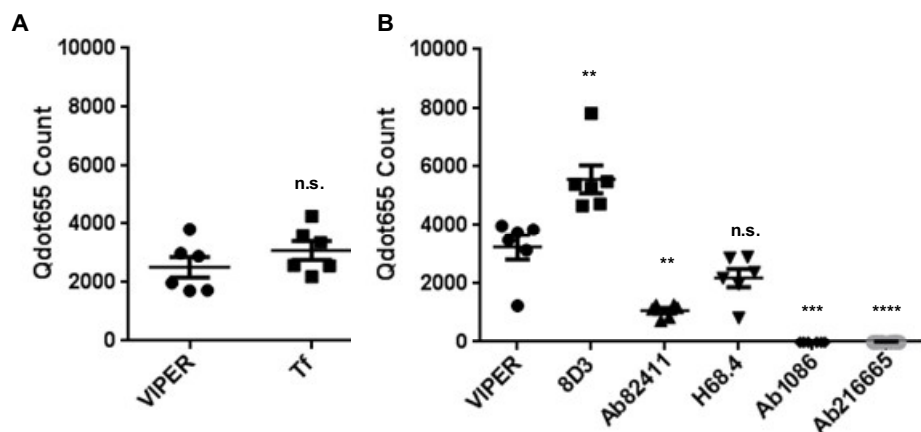 A
Qdot655 Count
10000
8000
6000
4000
2000
0
n.s.
VIPER
Tf
B
Qdot655 Count
10000
8000
6000
4000
2000
0
**
**
n.s.
***
****
VIPER
8D3
Ab82411
H68.4
Ab1086
Ab216665